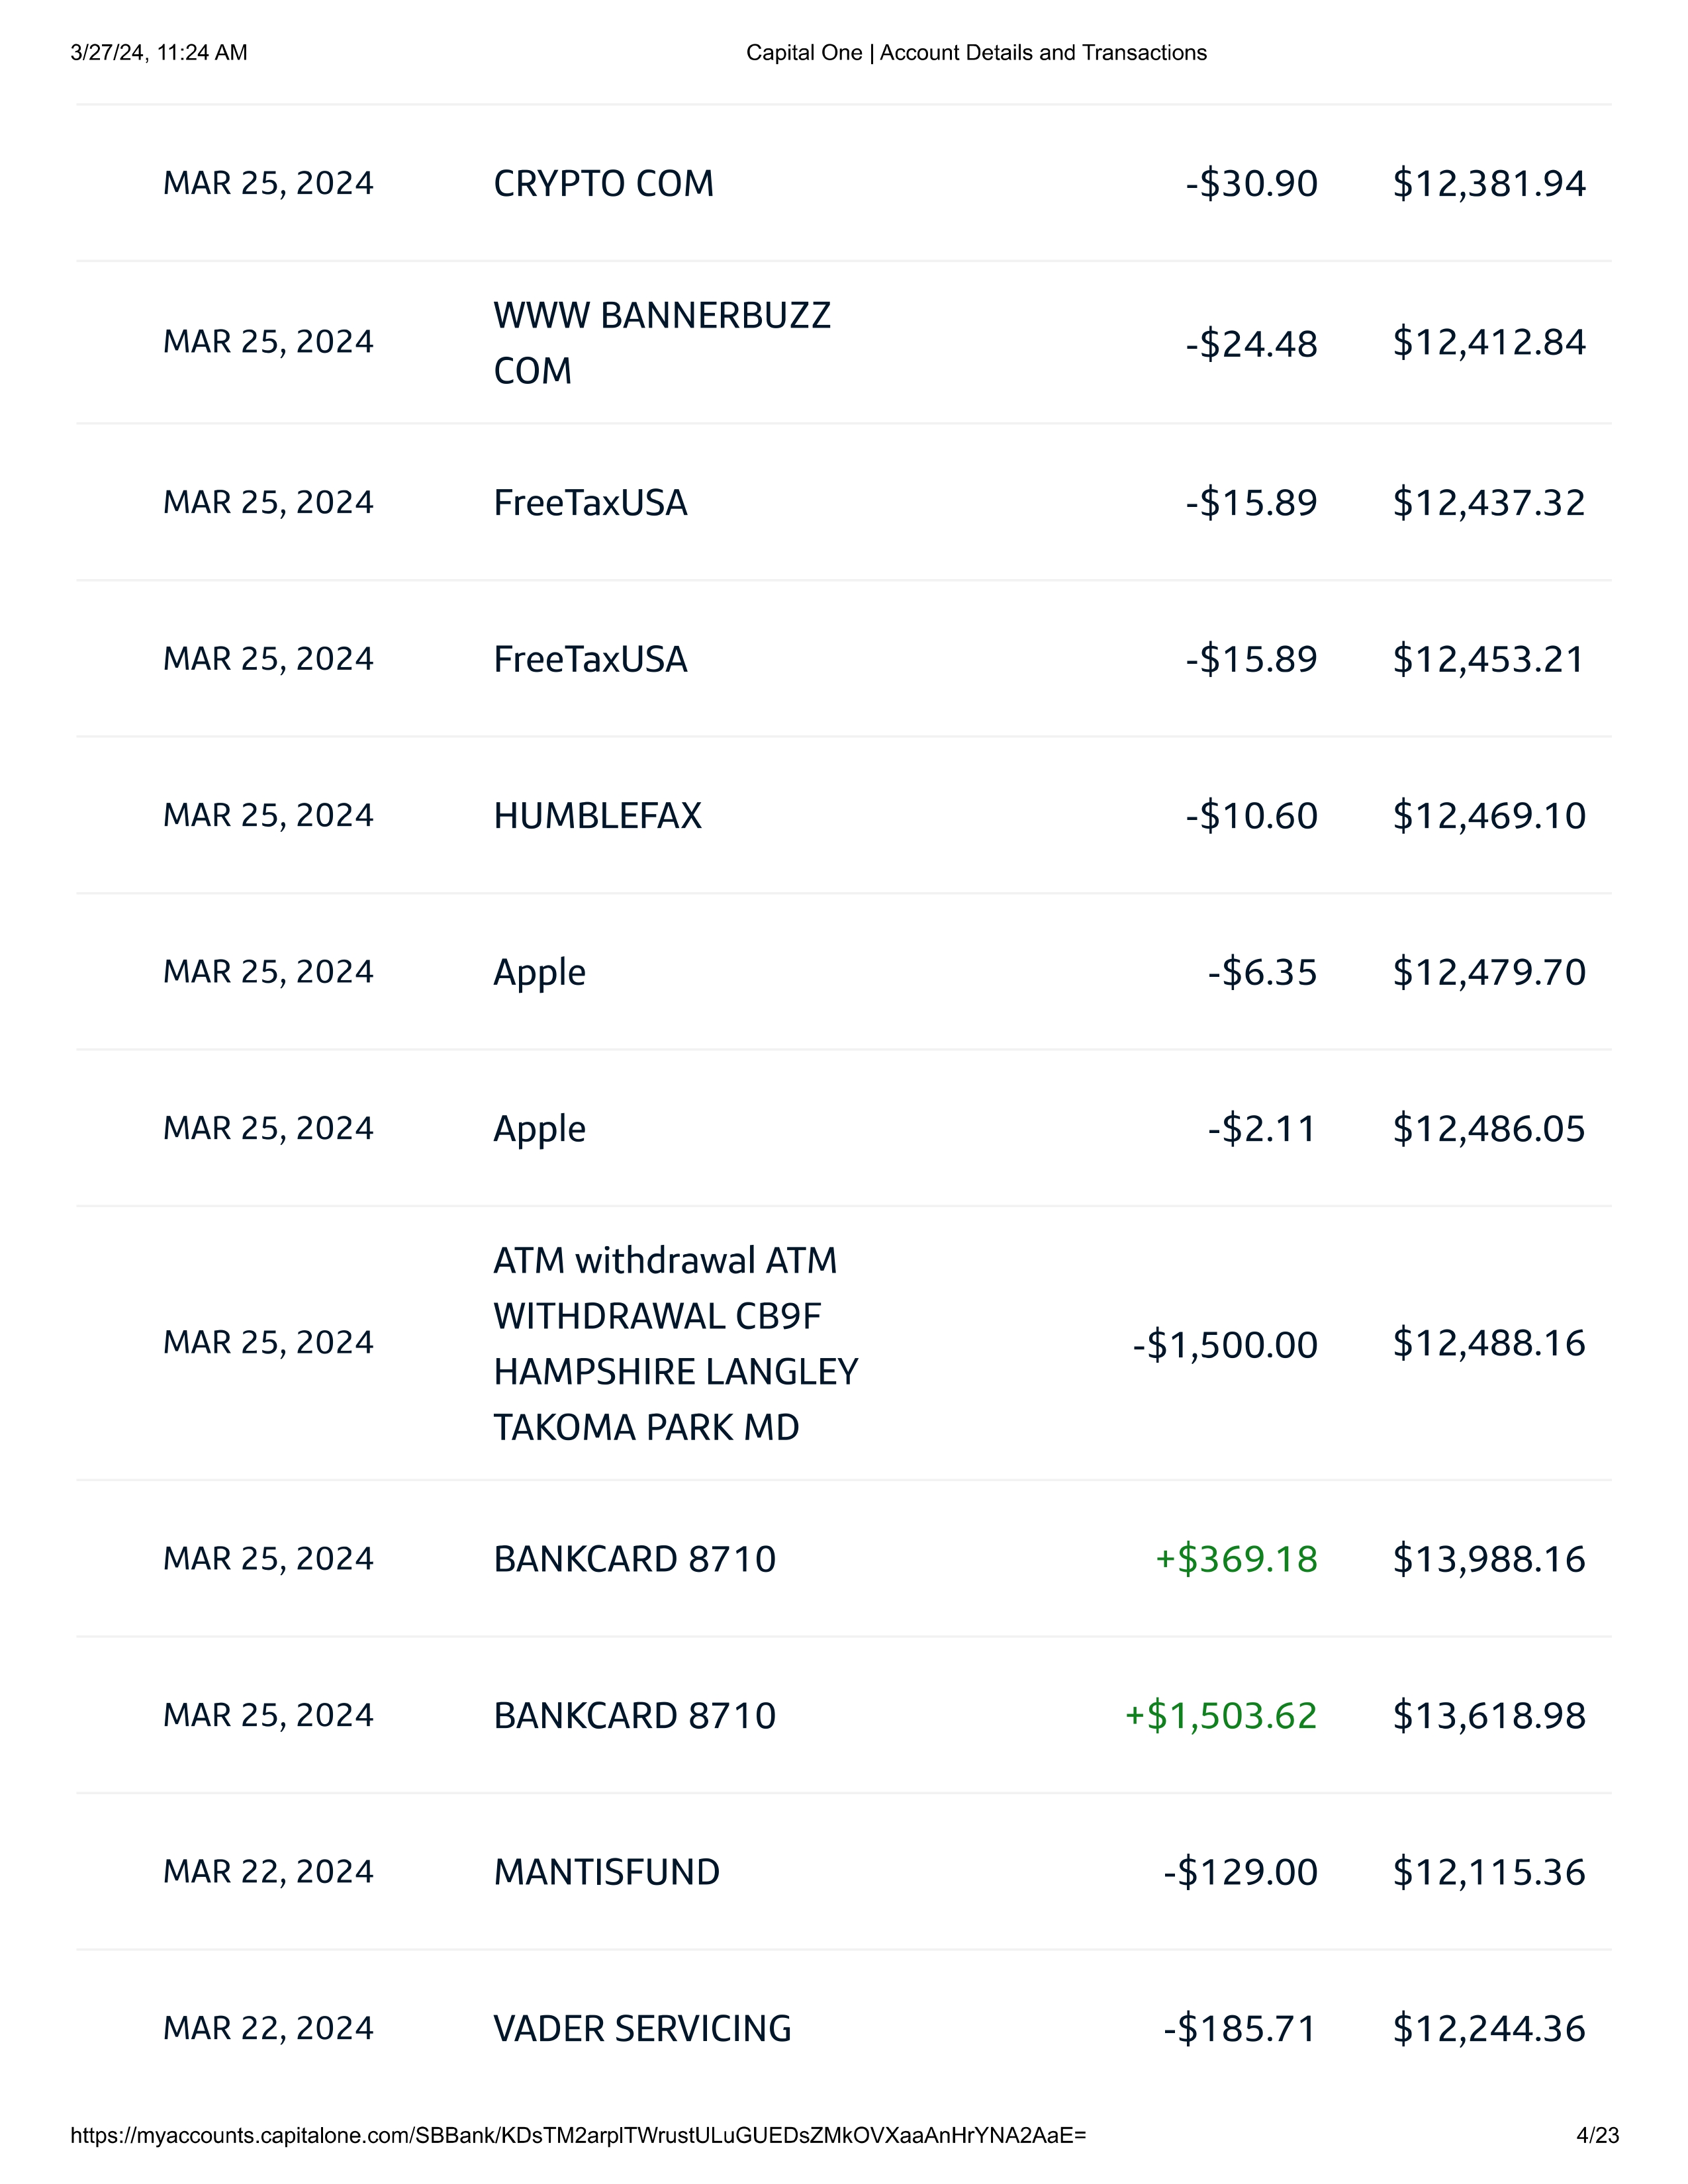 3/27/24, 11:24 AM Capital One | Account Details and Transactions
MAR 25, 2024 CRYPTO COM -$30.90 $12,381.94
WWW BANNERBUZZ
MAR 25, 2024 -$24.48 $12,412.84
COM
MAR 25, 2024 FreeTaxUSA -$15.89 $12,437.32
MAR 25, 2024 FreeTaxUSA -$15.89 $12,453.21
MAR 25, 2024 HUMBLEFAX -$10.60 $12,469.10
MAR 25, 2024 Apple -$6.35 $12,479.70
MAR 25, 2024 Apple -$2.11 $12,486.05
ATM withdrawal ATM
WITHDRAWAL CB9F
MAR 25, 2024 -$1,500.00 $12,488.16
HAMPSHIRE LANGLEY
TAKOMA PARK MD
MAR 25, 2024 BANKCARD 8710 +$369.18 $13,988.16
MAR 25, 2024 BANKCARD 8710 +$1,503.62 $13,618.98
MAR 22, 2024 MANTISFUND -$129.00 $12,115.36
MAR 22, 2024 VADER SERVICING -$185.71 $12,244.36
https://myaccounts.capitalone.com/SBBank/KDsTM2arpITWrustULuGUEDsZMkOVXaaAnHrYNA2AaE= 4/23